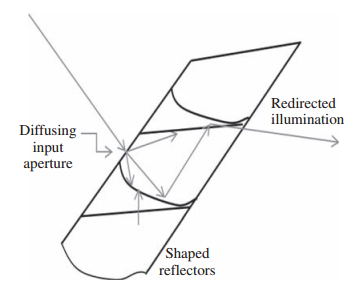 Redirected
illumination
Diffusing
input
aperture
Shaped
reflectors